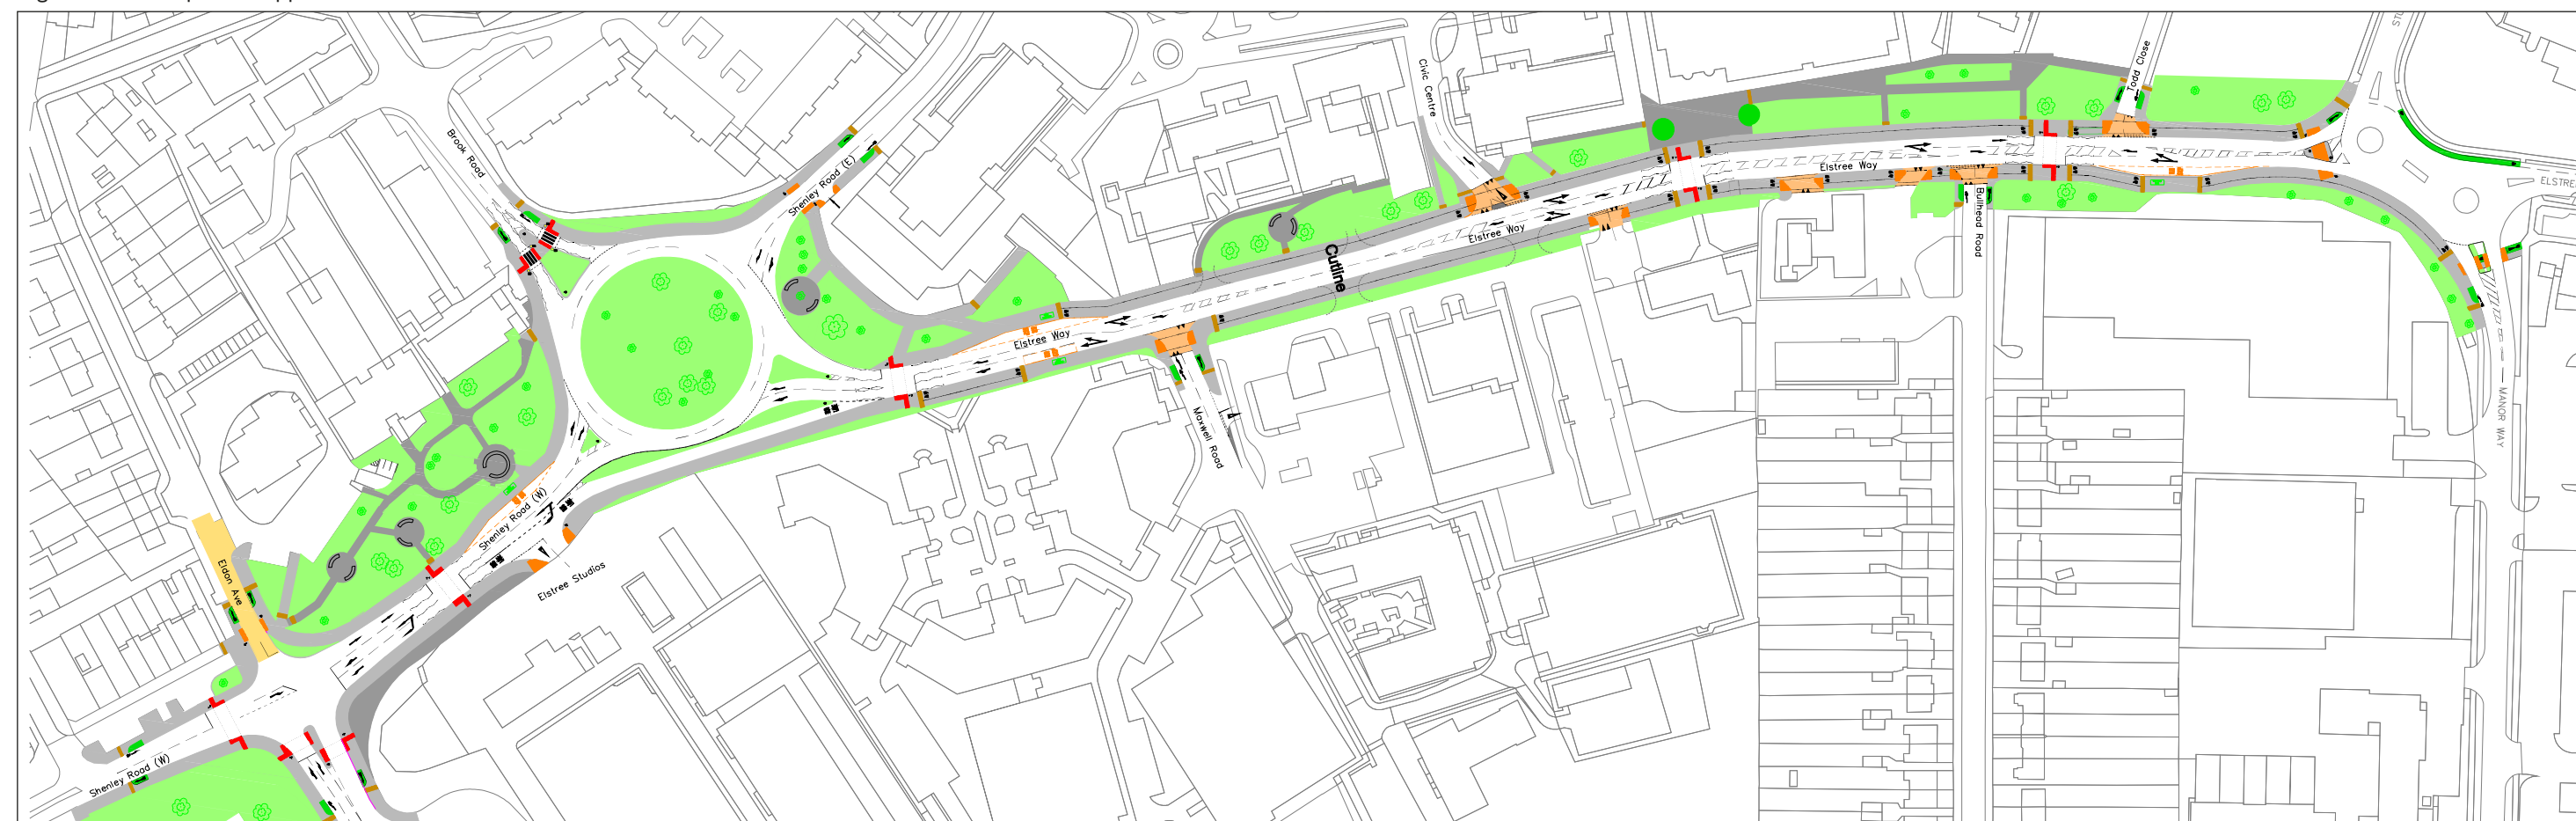 STU
Todd Close
Civic Centre
Brook Road
Shenley Road (E)
Elstree Way
ELSTREE
Bullhead Road
Elstree Way
Cutline
Elstree Way
MANOR WAY
Maxwell Road
Shenley Road (W)
Elstree Studios
Eldon Ave
Shenley Road (W)